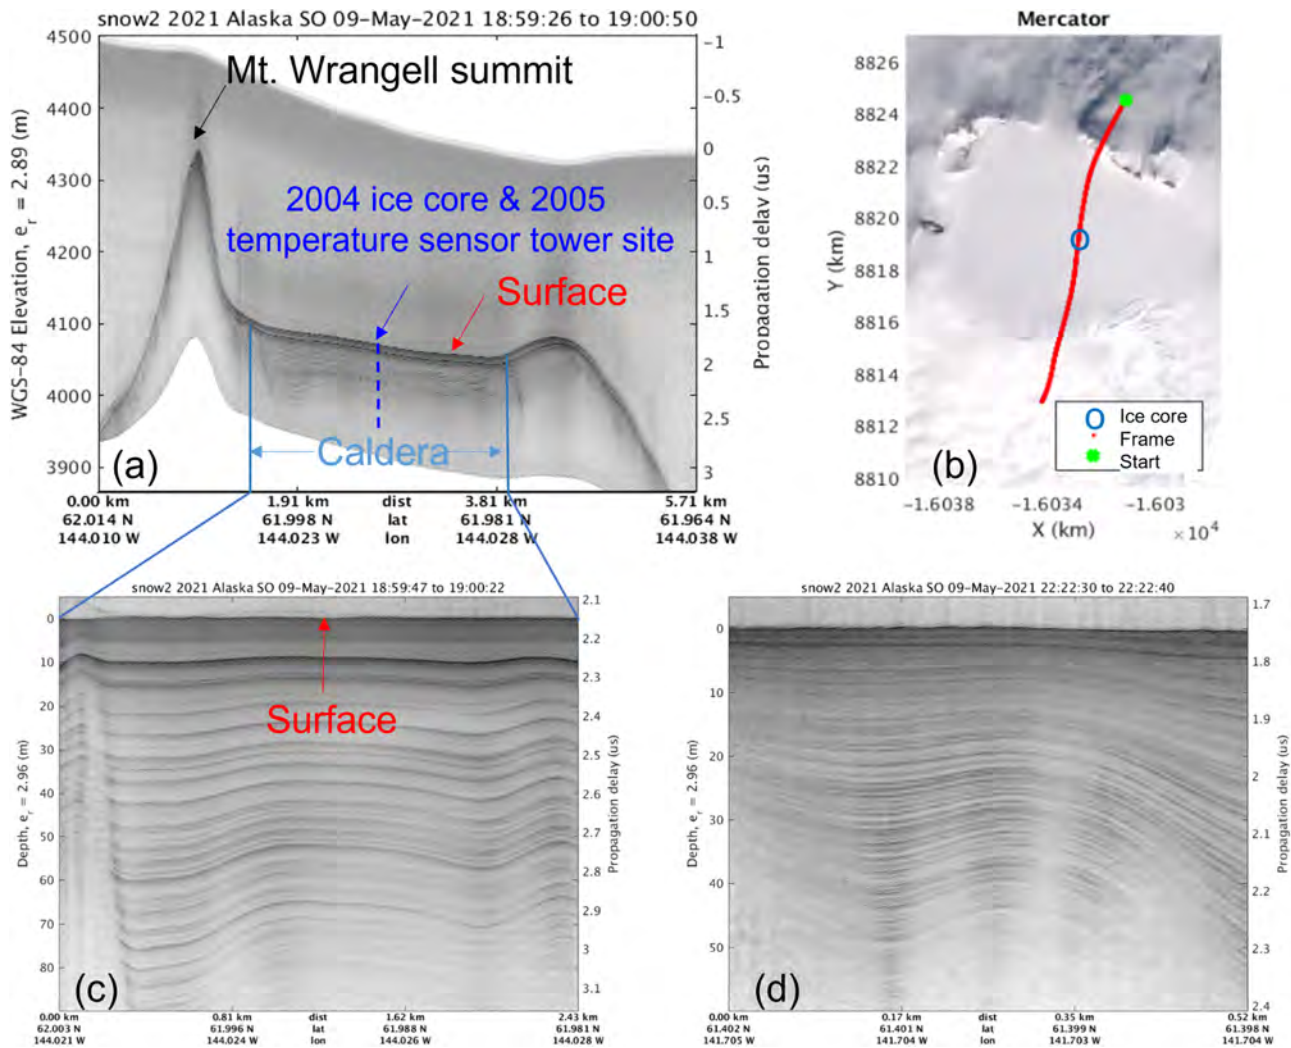 snow2 2021 Alaska SO 09-May-2021 18:59:26 to 19:00:50
4500
4400
4300
4200
4100
4000
3900
WGS-84 Elevation, e_r = 2.89 (m)
Mt. Wrangell summit
2004 ice core & 2005
temperature sensor tower site
Surface
Caldera
(a)
-1
-0.5
0
0.5
1
1.5
2
2.5
3
Propagation delay (us)
0.00 km 1.91 km dist 3.81 km 5.71 km
62.014 N 61.998 N lat 61.981 N 61.964 N
144.010 W 144.023 W lon 144.028 W 144.038 W
Mercator
8826
8824
8822
8820
8818
8816
8814
8812
8810
Y (km)
(b)
Ice core
Frame
Start
-1.6038 -1.6034 -1.603
X (km) ×10^4
snow2 2021 Alaska SO 09-May-2021 18:59:47 to 19:00:22
0
10
20
30
40
50
60
70
80
Depth, e_r = 2.96 (m)
Surface
(c)
2.1
2.2
2.3
2.4
2.5
2.6
2.7
2.8
2.9
3
3.1
Propagation delay (us)
0.00 km 0.81 km dist 1.62 km 2.43 km
62.003 N 61.996 N lat 61.988 N 61.981 N
144.021 W 144.024 W lon 144.026 W 144.028 W
snow2 2021 Alaska SO 09-May-2021 22:22:30 to 22:22:40
0
10
20
30
40
50
Depth, e_r = 2.96 (m)
(d)
1.7
1.8
1.9
2
2.1
2.2
2.3
2.4
Propagation delay (us)
0.00 km 0.17 km dist 0.35 km 0.52 km
61.402 N 61.401 N lat 61.399 N 61.398 N
141.705 W 141.704 W lon 141.703 W 141.704 W